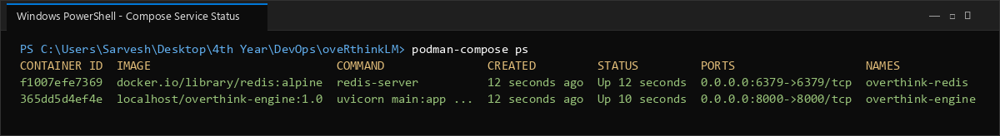 Windows PowerShell - Compose Service Status
PS C:\Users\Sarvesh\Desktop\4th Year\DevOps\oveRthinkLM> podman-compose ps
CONTAINER ID  IMAGE                           COMMAND               CREATED         STATUS         PORTS                   NAMES
f1007efe7369  docker.io/library/redis:alpine  redis-server          12 seconds ago  Up 12 seconds  0.0.0.0:6379->6379/tcp  overthink-redis
365dd5d4ef4e  localhost/overthink-engine:1.0  uvicorn main:app ...  12 seconds ago  Up 10 seconds  0.0.0.0:8000->8000/tcp  overthink-engine